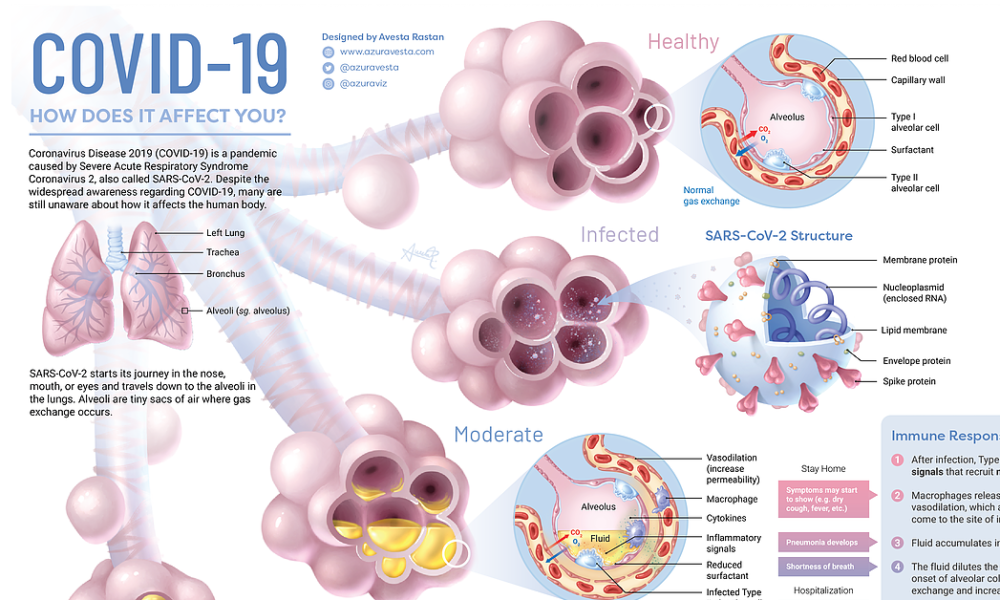 COVID-19
HOW DOES IT AFFECT YOU?
Designed by Avesta Rastan
www.azuravesta.com
@azuravesta
@azuraviz
Coronavirus Disease 2019 (COVID-19) is a pandemic
caused by Severe Acute Respiratory Syndrome
Coronavirus 2, also called SARS-CoV-2. Despite the
widespread awareness regarding COVID-19, many are
still unaware about how it affects the human body.
Left Lung
Trachea
Bronchus
Alveoli (sg. alveolus)
SARS-CoV-2 starts its journey in the nose,
mouth, or eyes and travels down to the alveoli in
the lungs. Alveoli are tiny sacs of air where gas
exchange occurs.
Healthy
Alveolus
CO2
O2
Normal
gas exchange
Red blood cell
Capillary wall
Type I
alveolar cell
Surfactant
Type II
alveolar cell
Infected
SARS-CoV-2 Structure
Membrane protein
Nucleoplasmoid
(enclosed RNA)
Lipid membrane
Envelope protein
Spike protein
Moderate
Alveolus
CO2
O2
Fluid
Vasodilation
(increase
permeability)
Macrophage
Cytokines
Inflammatory
signals
Reduced
surfactant
Infected Type
Stay Home
Symptoms may start
to show (e.g. dry
cough, fever, etc.)
Pneumonia develops
Shortness of breath
Hospitalization
Immune Respons
1 After infection, Type
signals that recruit
2 Macrophages releas
vasodilation, which
come to the site of
3 Fluid accumulates
4 The fluid dilutes the
onset of alveolar col
exchange and increa